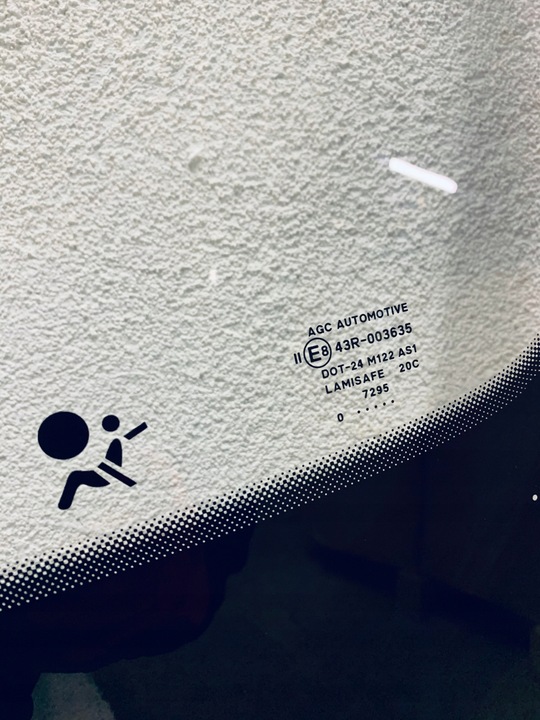 AGC AUTOMOTIVE
II E8 43R-003635
DOT-24 M122 AS1
LAMISAFE 20C
7295
0 . . . . .